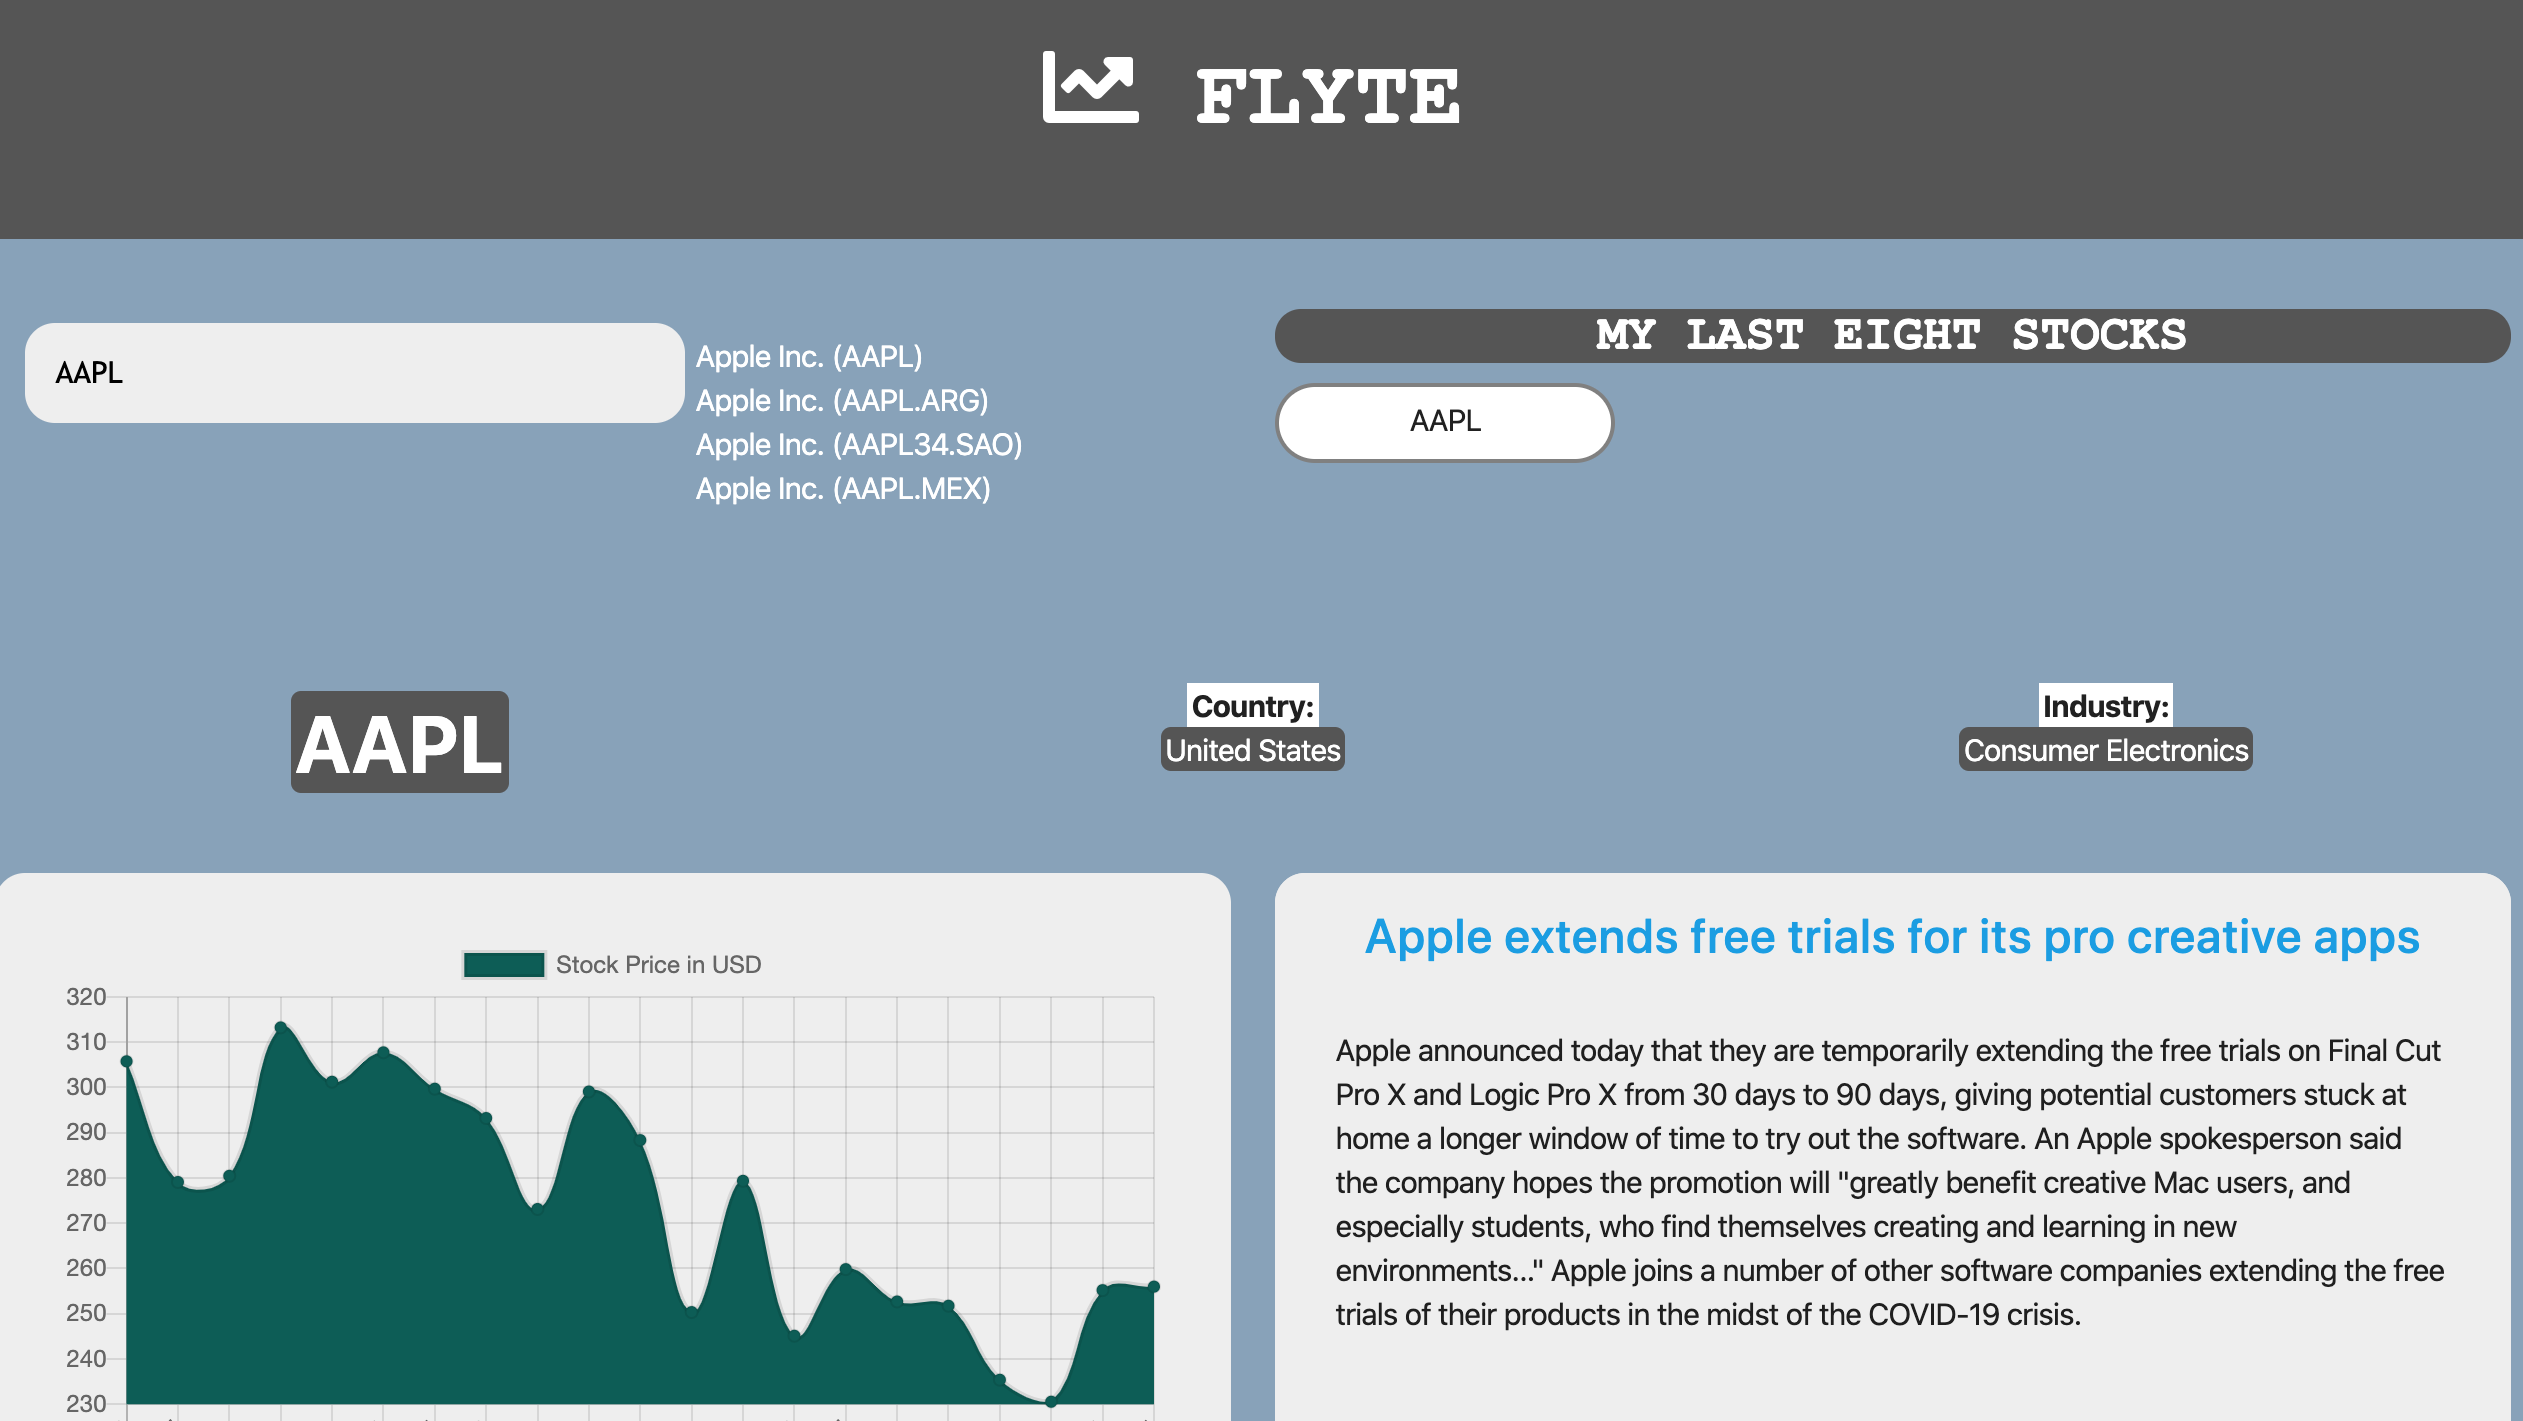 FLYTE
AAPL
Apple Inc. (AAPL)
Apple Inc. (AAPL.ARG)
Apple Inc. (AAPL34.SAO)
Apple Inc. (AAPL.MEX)
MY LAST EIGHT STOCKS
AAPL
AAPL
Country:
United States
Industry:
Consumer Electronics
Stock Price in USD
320
310
300
290
280
270
260
250
240
230
Apple extends free trials for its pro creative apps
Apple announced today that they are temporarily extending the free trials on Final Cut
Pro X and Logic Pro X from 30 days to 90 days, giving potential customers stuck at
home a longer window of time to try out the software. An Apple spokesperson said
the company hopes the promotion will "greatly benefit creative Mac users, and
especially students, who find themselves creating and learning in new
environments..." Apple joins a number of other software companies extending the free
trials of their products in the midst of the COVID-19 crisis.